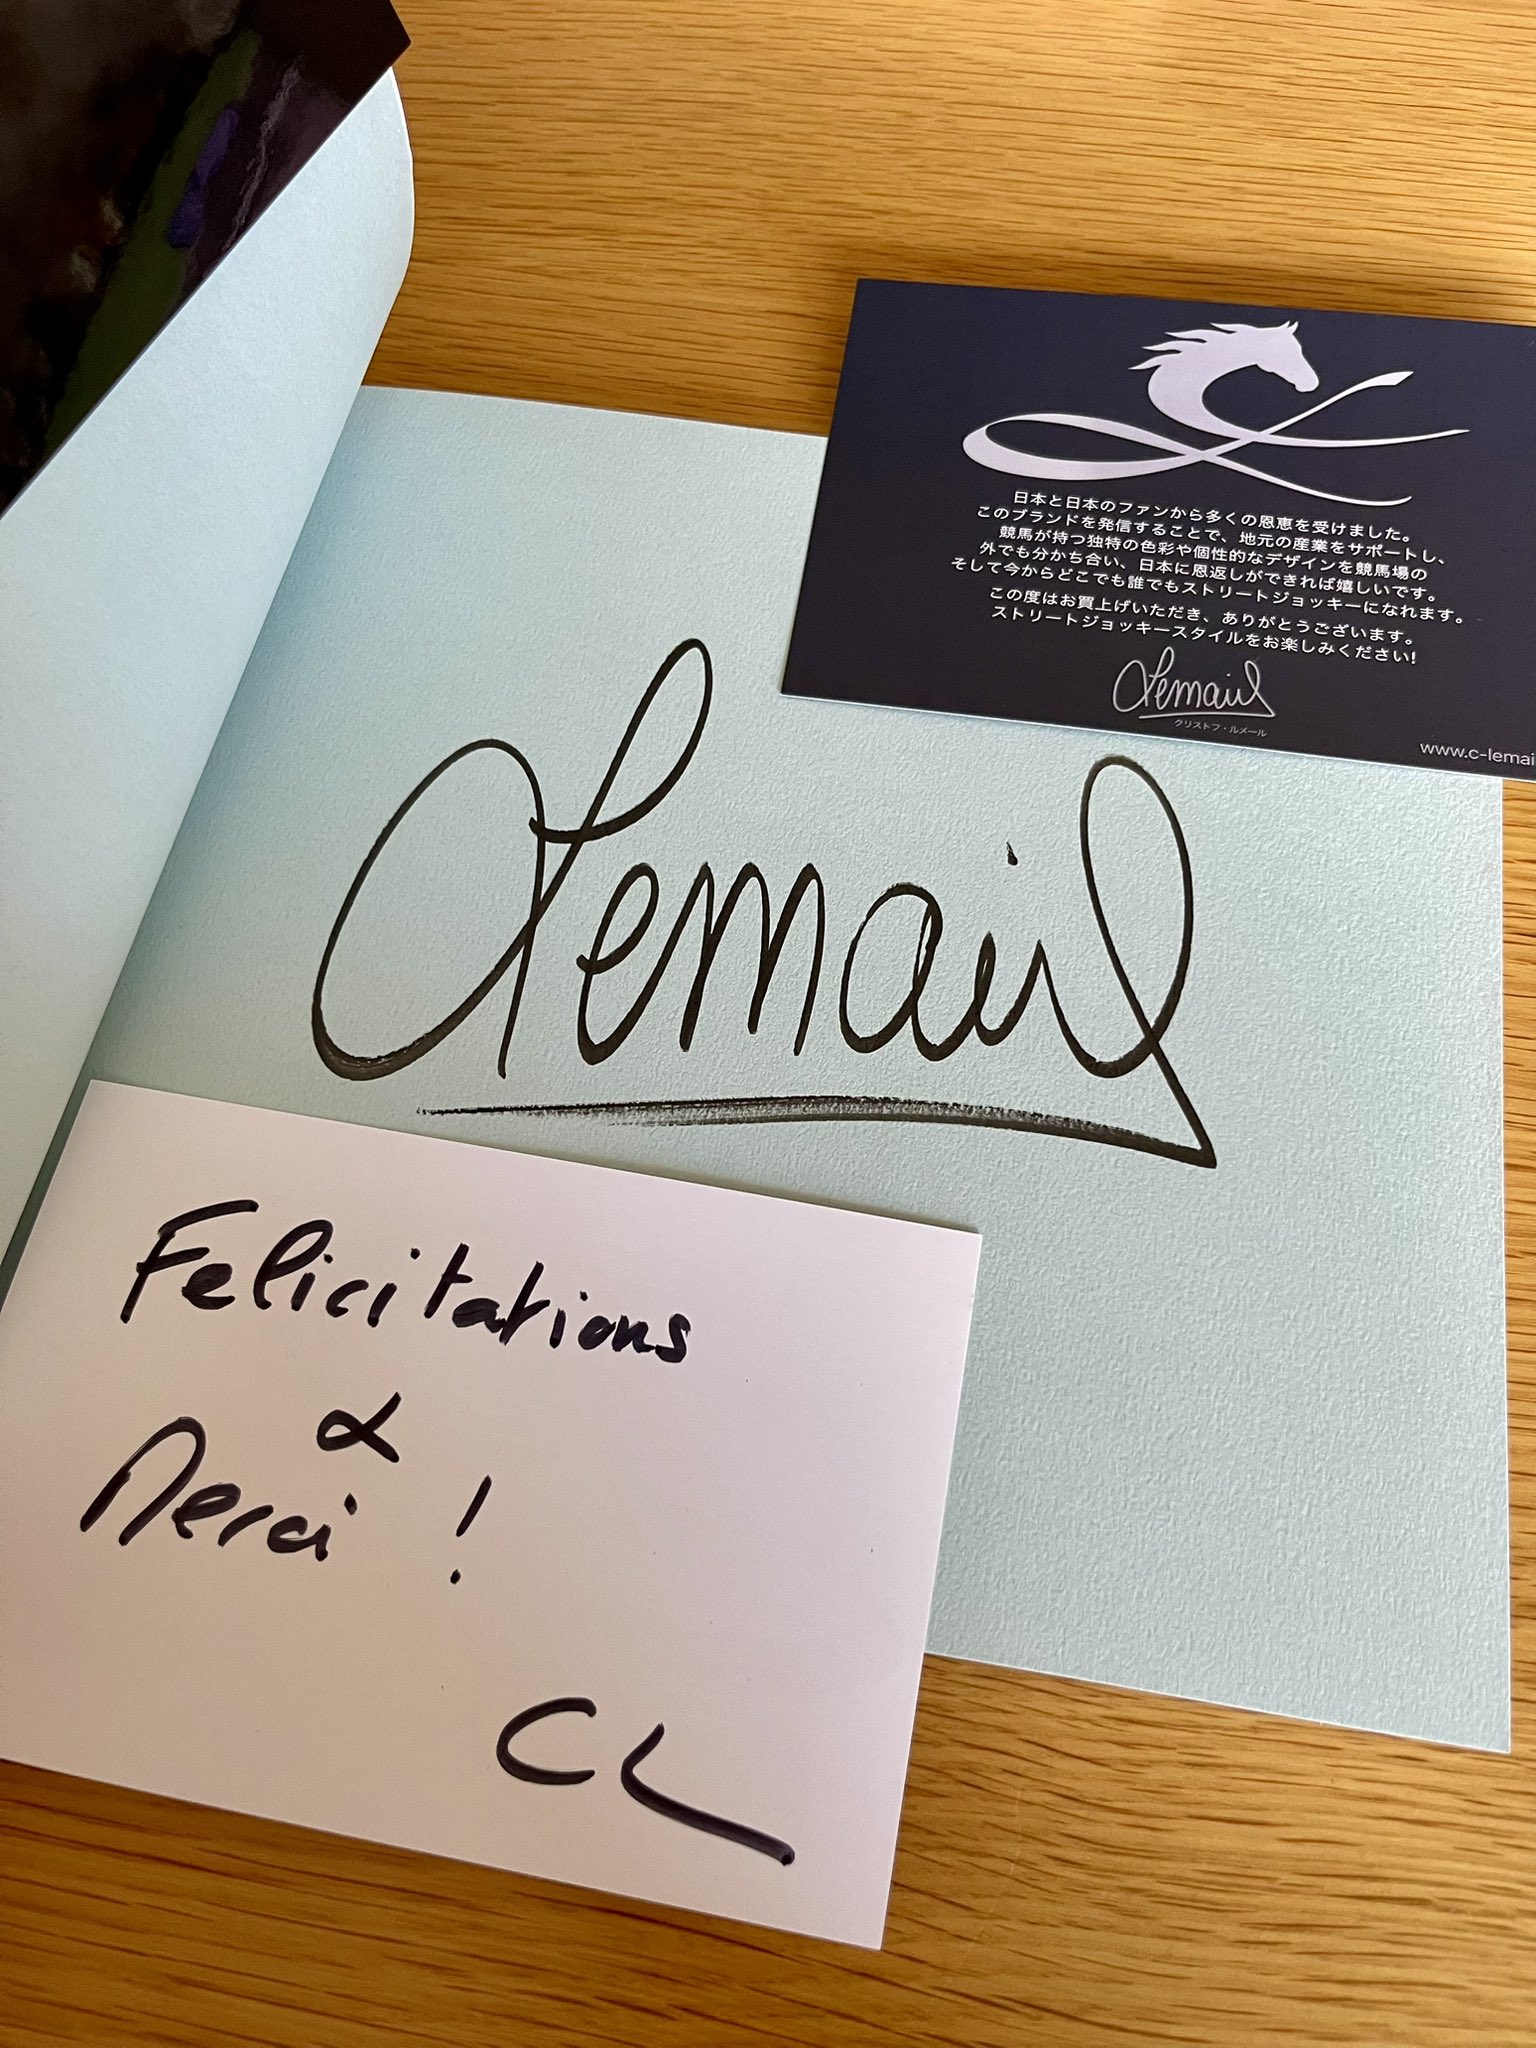 日本と日本のファンから多くの恩恵を受けました。
このブランドを発信することで、地元の産業をサポートし、
競馬が持つ独特の色彩や個性的なデザインを競馬場の
外でも分かち合い、日本に恩返しができれば嬉しいです。
そして今からどこでも誰でもストリートジョッキーになれます。
この度はお買上げいただき、ありがとうございます。
ストリートジョッキースタイルをお楽しみください!
Lemaire
クリストフ・ルメール
www.c-lemai
Lemaire
Felicitations
&
Merci !
CL